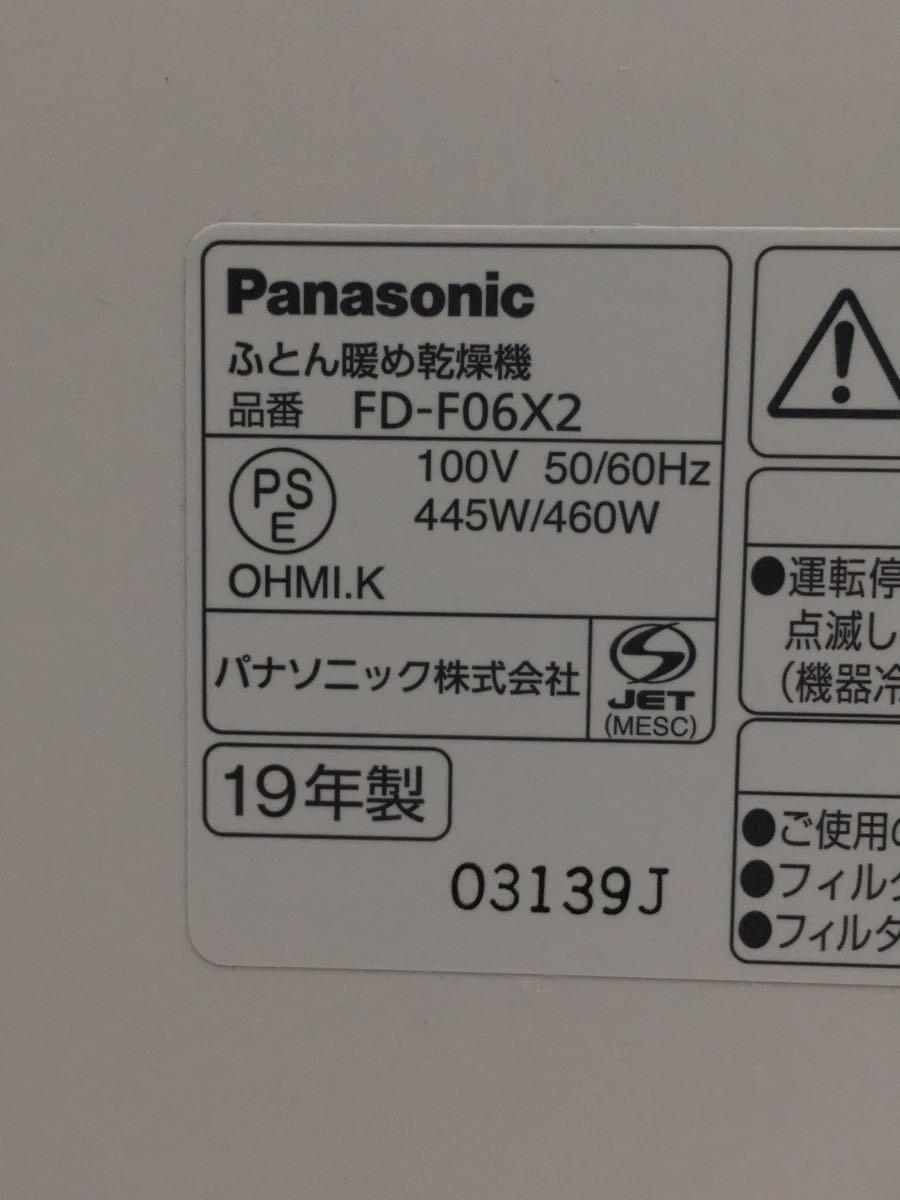 Panasonic
ふとん暖め乾燥機
品番 FD-F06X2
PS
E
100V 50/60Hz
445W/460W
OHMI.K
パナソニック株式会社
JET
(MESC)
19年製
03139J
●運転停
点滅し
(機器冷
●ご使用の
●フィルタ
●フィルタ